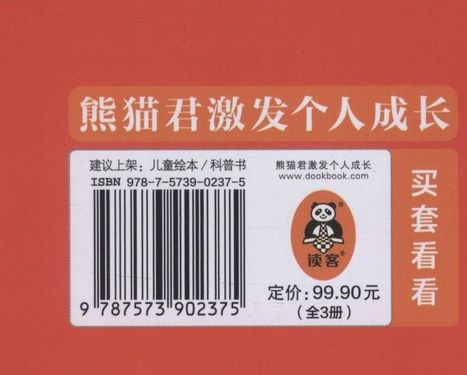 熊猫君激发个人成长
建议上架：儿童绘本/科普书
ISBN 978-7-5739-0237-5
9 787573 902375
熊猫君激发个人成长
www.dookbook.com
读客®
定价：99.90元
（全3册）
买套看看